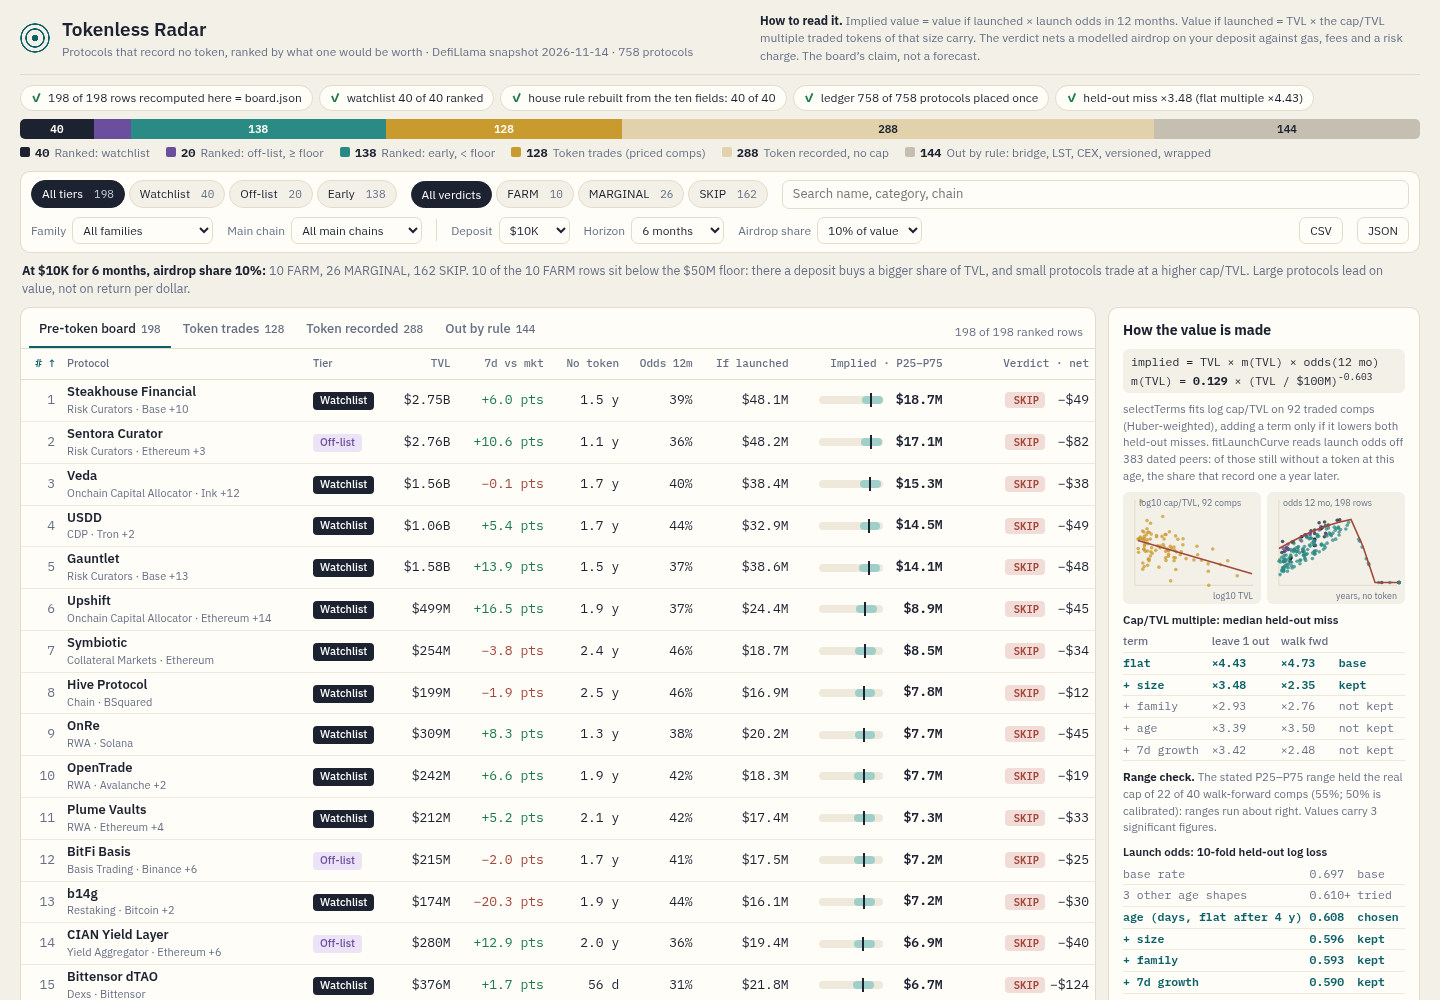 Tokenless Radar
Protocols that record no token, ranked by what one would be worth · DefiLlama snapshot 2026-11-14 · 758 protocols
How to read it. Implied value = value if launched × launch odds in 12 months. Value if launched = TVL × the cap/TVL
multiple traded tokens of that size carry. The verdict nets a modelled airdrop on your deposit against gas, fees and a risk
charge. The board's claim, not a forecast.
✓ 198 of 198 rows recomputed here = board.json
✓ watchlist 40 of 40 ranked
✓ house rule rebuilt from the ten fields: 40 of 40
✓ ledger 758 of 758 protocols placed once
✓ held-out miss ×3.48 (flat multiple ×4.43)
40 138 128 288 144
40 Ranked: watchlist 20 Ranked: off-list, ≥ floor 138 Ranked: early, < floor 128 Token trades (priced comps) 288 Token recorded, no cap 144 Out by rule: bridge, LST, CEX, versioned, wrapped
All tiers 198 Watchlist 40 Off-list 20 Early 138 All verdicts FARM 10 MARGINAL 26 SKIP 162 Search name, category, chain
Family All families Main chain All main chains Deposit $10K Horizon 6 months Airdrop share 10% of value CSV JSON
At $10K for 6 months, airdrop share 10%: 10 FARM, 26 MARGINAL, 162 SKIP. 10 of the 10 FARM rows sit below the $50M floor: there a deposit buys a bigger share of TVL, and small protocols trade at a higher cap/TVL. Large protocols lead on
value, not on return per dollar.
Pre-token board 198 Token trades 128 Token recorded 288 Out by rule 144 198 of 198 ranked rows
# ↑ Protocol Tier TVL 7d vs mkt No token Odds 12m If launched Implied · P25–P75 Verdict · net
1 Steakhouse Financial Watchlist $2.75B +6.0 pts 1.5 y 39% $48.1M $18.7M SKIP −$49
Risk Curators · Base +10
2 Sentora Curator Off-list $2.76B +10.6 pts 1.1 y 36% $48.2M $17.1M SKIP −$82
Risk Curators · Ethereum +3
3 Veda Watchlist $1.56B −0.1 pts 1.7 y 40% $38.4M $15.3M SKIP −$38
Onchain Capital Allocator · Ink +12
4 USDD Watchlist $1.06B +5.4 pts 1.7 y 44% $32.9M $14.5M SKIP −$49
CDP · Tron +2
5 Gauntlet Watchlist $1.58B +13.9 pts 1.5 y 37% $38.6M $14.1M SKIP −$48
Risk Curators · Base +13
6 Upshift Watchlist $499M +16.5 pts 1.9 y 37% $24.4M $8.9M SKIP −$45
Onchain Capital Allocator · Ethereum +14
7 Symbiotic Watchlist $254M −3.8 pts 2.4 y 46% $18.7M $8.5M SKIP −$34
Collateral Markets · Ethereum
8 Hive Protocol Watchlist $199M −1.9 pts 2.5 y 46% $16.9M $7.8M SKIP −$12
Chain · BSquared
9 OnRe Watchlist $309M +8.3 pts 1.3 y 38% $20.2M $7.7M SKIP −$45
RWA · Solana
10 OpenTrade Watchlist $242M +6.6 pts 1.9 y 42% $18.3M $7.7M SKIP −$19
RWA · Avalanche +2
11 Plume Vaults Watchlist $212M +5.2 pts 2.1 y 42% $17.4M $7.3M SKIP −$33
RWA · Ethereum +4
12 BitFi Basis Off-list $215M −2.0 pts 1.7 y 41% $17.5M $7.2M SKIP −$25
Basis Trading · Binance +6
13 b14g Watchlist $174M −20.3 pts 1.9 y 44% $16.1M $7.2M SKIP −$30
Restaking · Bitcoin +2
14 CIAN Yield Layer Off-list $280M +12.9 pts 2.0 y 36% $19.4M $6.9M SKIP −$40
Yield Aggregator · Ethereum +6
15 Bittensor dTAO Watchlist $376M +1.7 pts 56 d 31% $21.8M $6.7M SKIP −$124
Dexs · Bittensor
How the value is made
implied = TVL × m(TVL) × odds(12 mo)
m(TVL) = 0.129 × (TVL / $100M)^-0.603
selectTerms fits log cap/TVL on 92 traded comps
(Huber-weighted), adding a term only if it lowers both
held-out misses. fitLaunchCurve reads launch odds off
383 dated peers: of those still without a token at this
age, the share that record one a year later.
log10 cap/TVL, 92 comps
log10 TVL
odds 12 mo, 198 rows
years, no token
Cap/TVL multiple: median held-out miss
term leave 1 out walk fwd
flat ×4.43 ×4.73 base
+ size ×3.48 ×2.35 kept
+ family ×2.93 ×2.76 not kept
+ age ×3.39 ×3.50 not kept
+ 7d growth ×3.42 ×2.48 not kept
Range check. The stated P25–P75 range held the real
cap of 22 of 40 walk-forward comps (55%; 50% is
calibrated): ranges run about right. Values carry 3
significant figures.
Launch odds: 10-fold held-out log loss
base rate 0.697 base
3 other age shapes 0.610+ tried
age (days, flat after 4 y) 0.608 chosen
+ size 0.596 kept
+ family 0.593 kept
+ 7d growth 0.590 kept